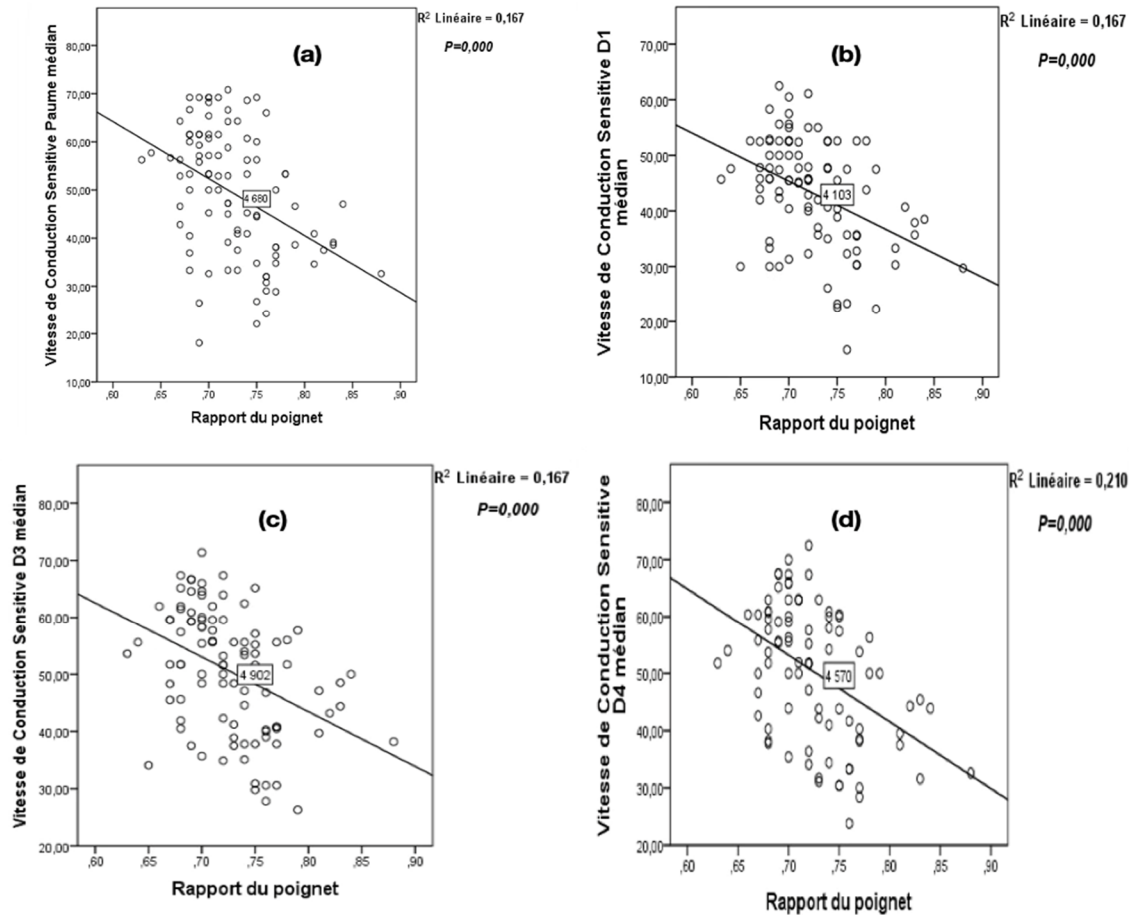 R² Linéaire = 0,167
P=0,000
(a)
80,00
70,00
60,00
50,00
40,00
30,00
20,00
10,00
4 680
,60 ,65 ,70 ,75 ,80 ,85 ,90
Vitesse de Conduction Sensitive Paume médian
Rapport du poignet
R² Linéaire = 0,167
P=0,000
(b)
70,00
60,00
50,00
40,00
30,00
20,00
10,00
4 103
,60 ,65 ,70 ,75 ,80 ,85 ,90
Vitesse de Conduction Sensitive D1
médian
Rapport du poignet
R² Linéaire = 0,167
P=0,000
(c)
80,00
70,00
60,00
50,00
40,00
30,00
20,00
4 902
,60 ,65 ,70 ,75 ,80 ,85 ,90
Vitesse de Conduction Sensitive D3 médian
Rapport du poignet
R² Linéaire = 0,210
P=0,000
(d)
80,00
70,00
60,00
50,00
40,00
30,00
20,00
4 570
,60 ,65 ,70 ,75 ,80 ,85 ,90
Vitesse de Conduction Sensitive
D4 médian
Rapport du poignet